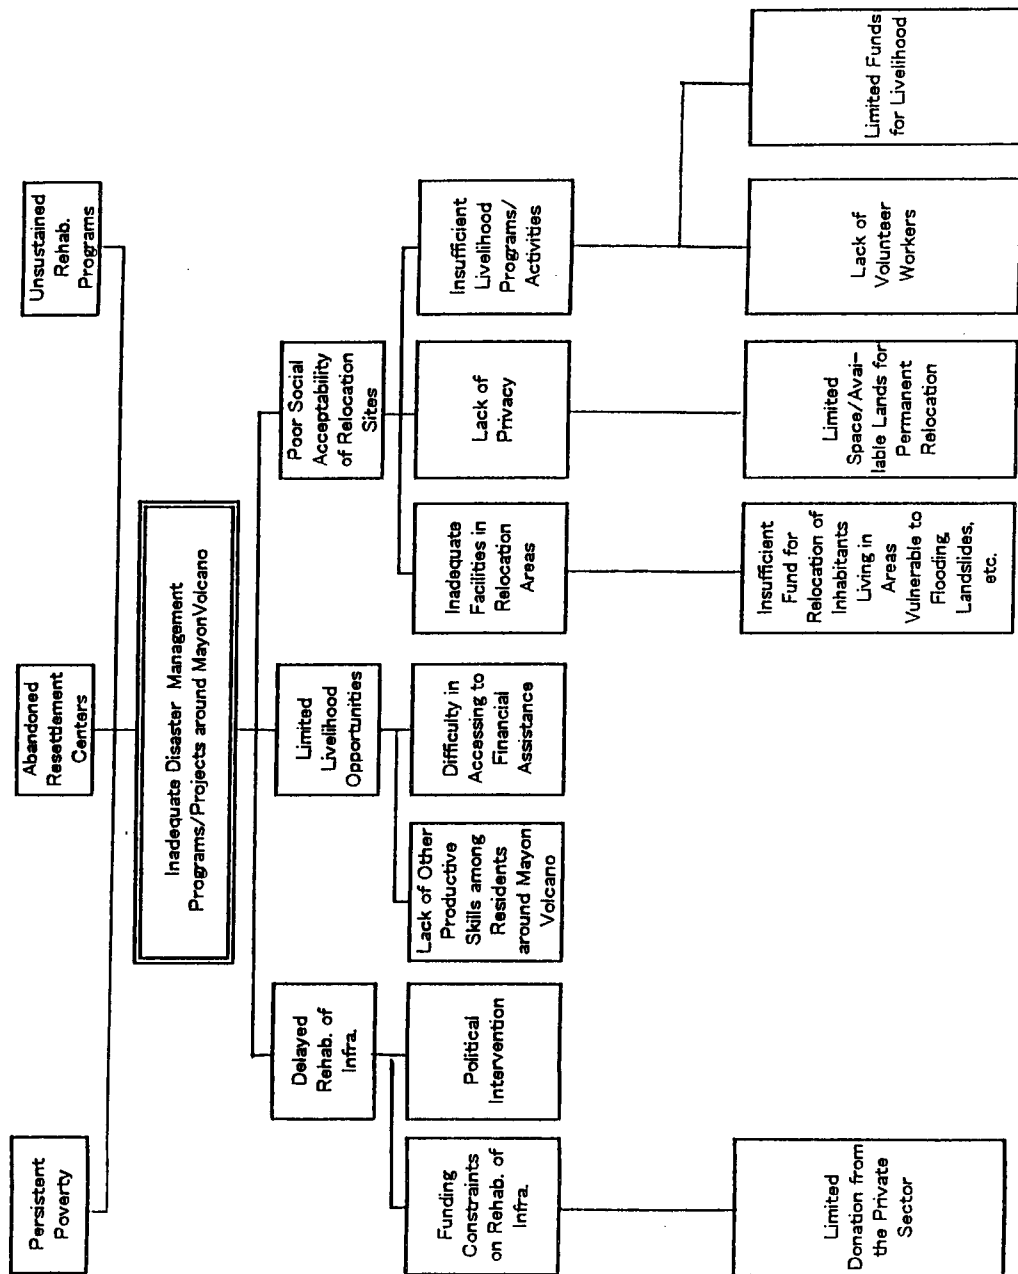 Persistent
Poverty
Abandoned
Resettlement
Centers
Unsustained
Rehab.
Programs
Inadequate Disaster Management
Programs/Projects around MayonVolcano
Delayed
Rehab. of
Infra.
Limited
Livelihood
Opportunities
Poor Social
Acceptability
of Relocation
Sites
Funding
Constraints
on Rehab. of
Infra.
Political
Intervention
Lack of Other
Productive
Skills among
Residents
around Mayon
Volcano
Difficulty in
Accessing to
Financial
Assistance
Inadequate
Facilities in
Relocation
Areas
Lack of
Privacy
Insufficient
Livelihood
Programs/
Activities
Limited
Donation from
the Private
Sector
Insufficient
Fund for
Relocation of
Inhabitants
Living in
Areas
Vulnerable to
Flooding,
Landslides,
etc.
Limited
Space/Avai-
lable Lands for
Permanent
Relocation
Lack of
Volunteer
Workers
Limited Funds
for Livelihood